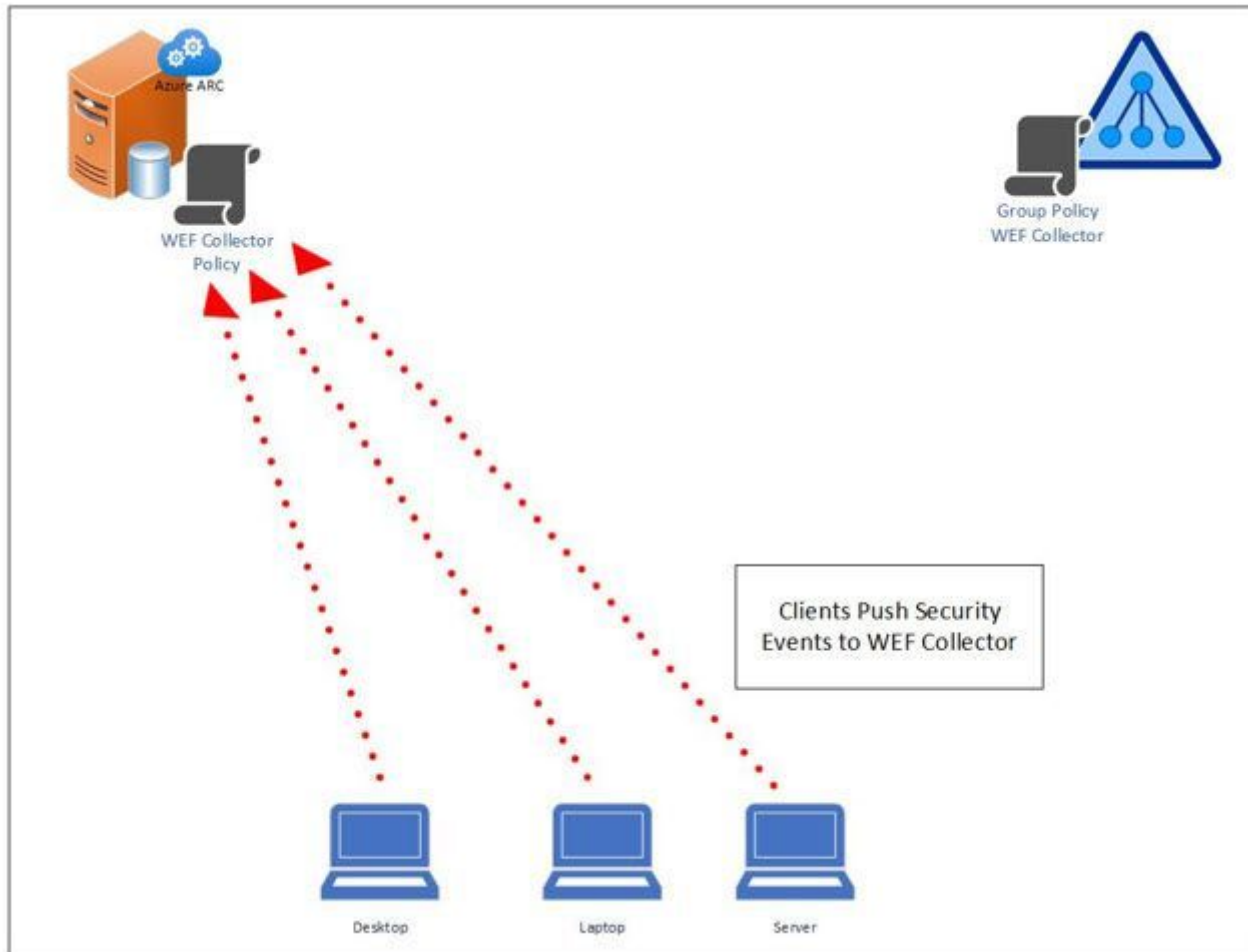 Azure ARC
WEF Collector
Policy
Group Policy
WEF Collector
Clients Push Security
Events to WEF Collector
Desktop
Laptop
Server